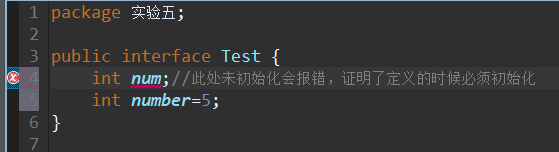 1 package 实验五;
2
3 public interface Test {
4 int num;//此处未初始化会报错，证明了定义的时候必须初始化
5 int number=5;
6 }
7